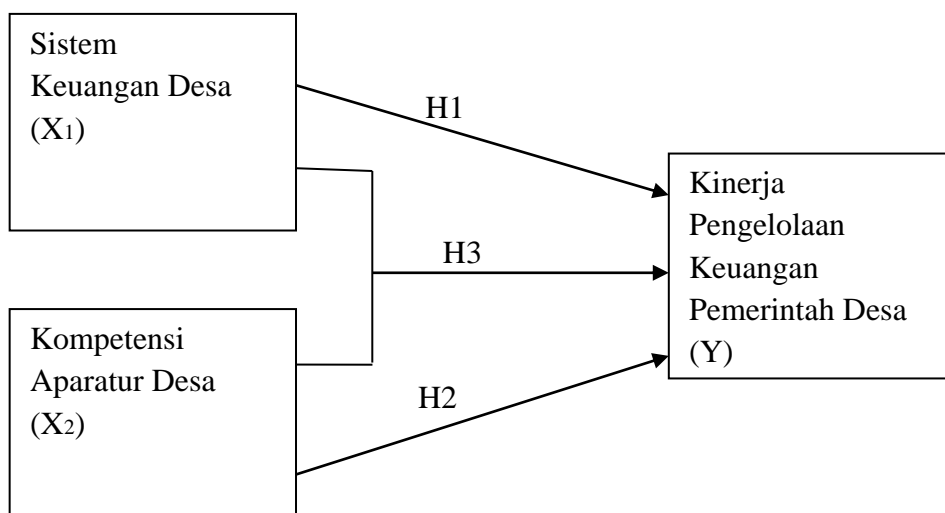 Sistem
Keuangan Desa
(X1)
H1
Kinerja
Pengelolaan
Keuangan
Pemerintah Desa
(Y)
H3
Kompetensi
Aparatur Desa
(X2)
H2